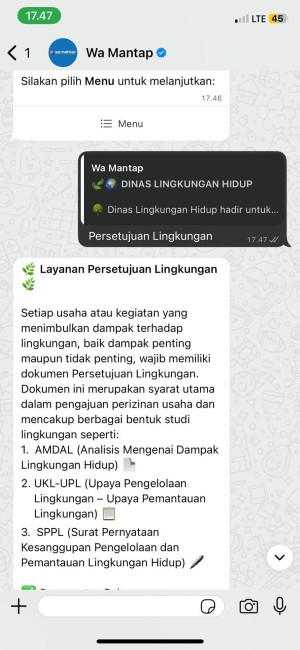 17.47
LTE 45
1
Wa Mantap
Silakan pilih Menu untuk melanjutkan:
17.46
Menu
Wa Mantap
🌿🌍 DINAS LINGKUNGAN HIDUP
🌳 Dinas Lingkungan Hidup hadir untuk...
Persetujuan Lingkungan
17.47
🌿 Layanan Persetujuan Lingkungan
🌿
Setiap usaha atau kegiatan yang
menimbulkan dampak terhadap
lingkungan, baik dampak penting
maupun tidak penting, wajib memiliki
dokumen Persetujuan Lingkungan.
Dokumen ini merupakan syarat utama
dalam pengajuan perizinan usaha dan
mencakup berbagai bentuk studi
lingkungan seperti:
1. AMDAL (Analisis Mengenai Dampak
Lingkungan Hidup) 📄
2. UKL-UPL (Upaya Pengelolaan
Lingkungan – Upaya Pemantauan
Lingkungan) 📋
3. SPPL (Surat Pernyataan
Kesanggupan Pengelolaan dan
Pemantauan Lingkungan Hidup) 🖊️